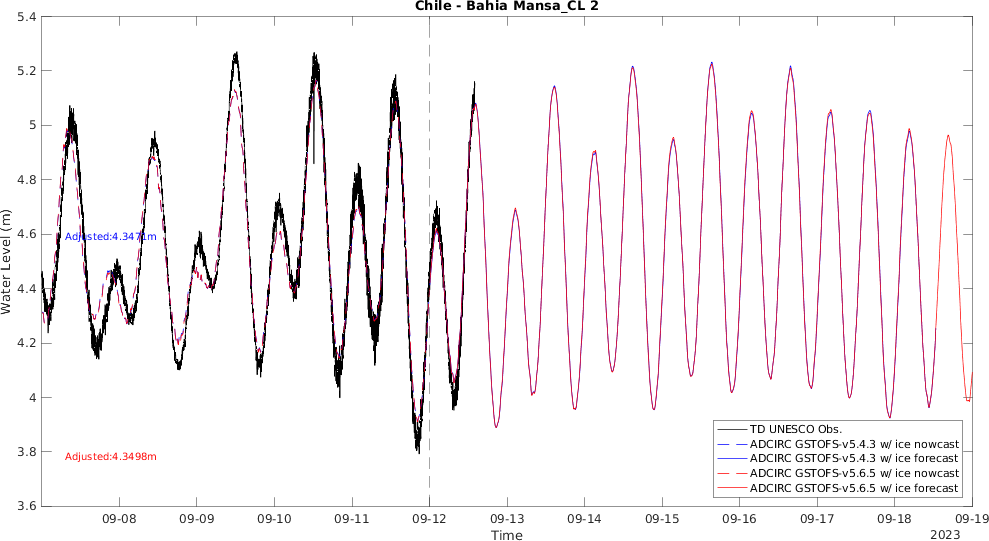 Chile - Bahia Mansa_CL 2
5.4
5.2
5
4.8
4.6
4.4
4.2
4
3.8
3.6
Water Level (m)
Adjusted:4.3471m
Adjusted:4.3498m
TD UNESCO Obs.
ADCIRC GSTOFS-v5.4.3 w/ ice nowcast
ADCIRC GSTOFS-v5.4.3 w/ ice forecast
ADCIRC GSTOFS-v5.6.5 w/ ice nowcast
ADCIRC GSTOFS-v5.6.5 w/ ice forecast
09-08 09-09 09-10 09-11 09-12 09-13 09-14 09-15 09-16 09-17 09-18 09-19
Time
2023